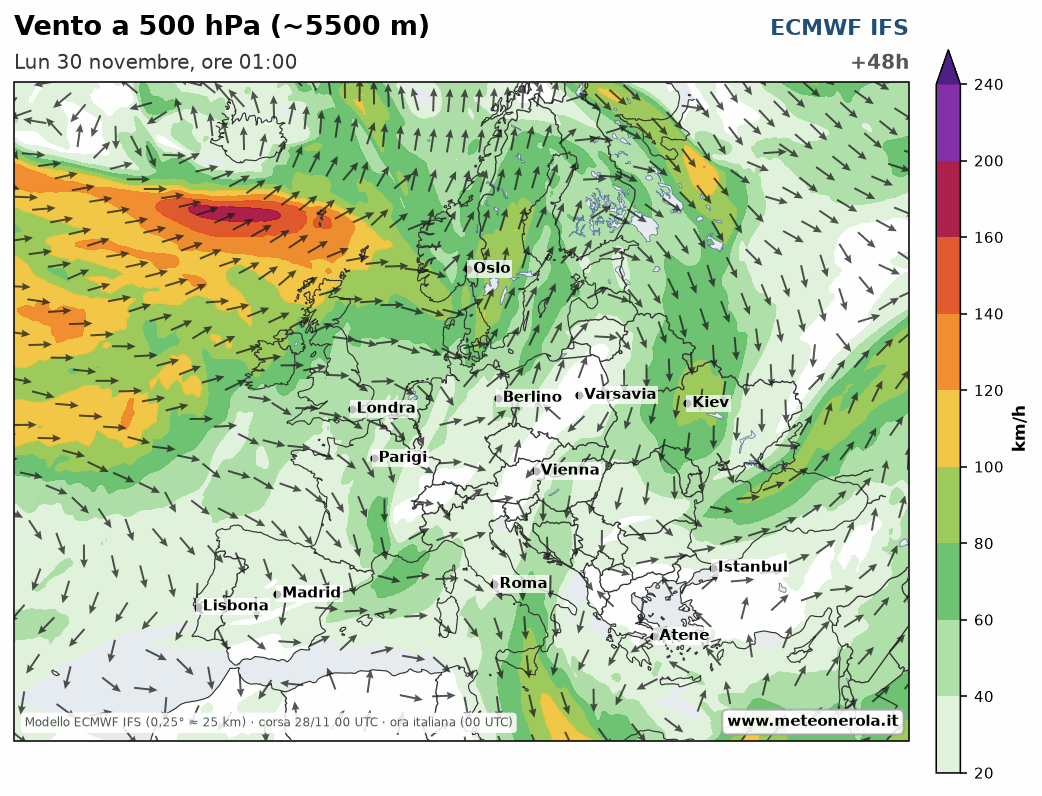 Vento a 500 hPa (~5500 m)
ECMWF IFS
Lun 30 novembre, ore 01:00
+48h
240
200
160
140
120
100
80
60
40
20
km/h
Oslo
Berlino
Varsavia
Kiev
Londra
Parigi
Vienna
Istanbul
Roma
Madrid
Lisbona
Atene
Modello ECMWF IFS (0,25° ≈ 25 km) · corsa 28/11 00 UTC · ora italiana (00 UTC)
www.meteonerola.it